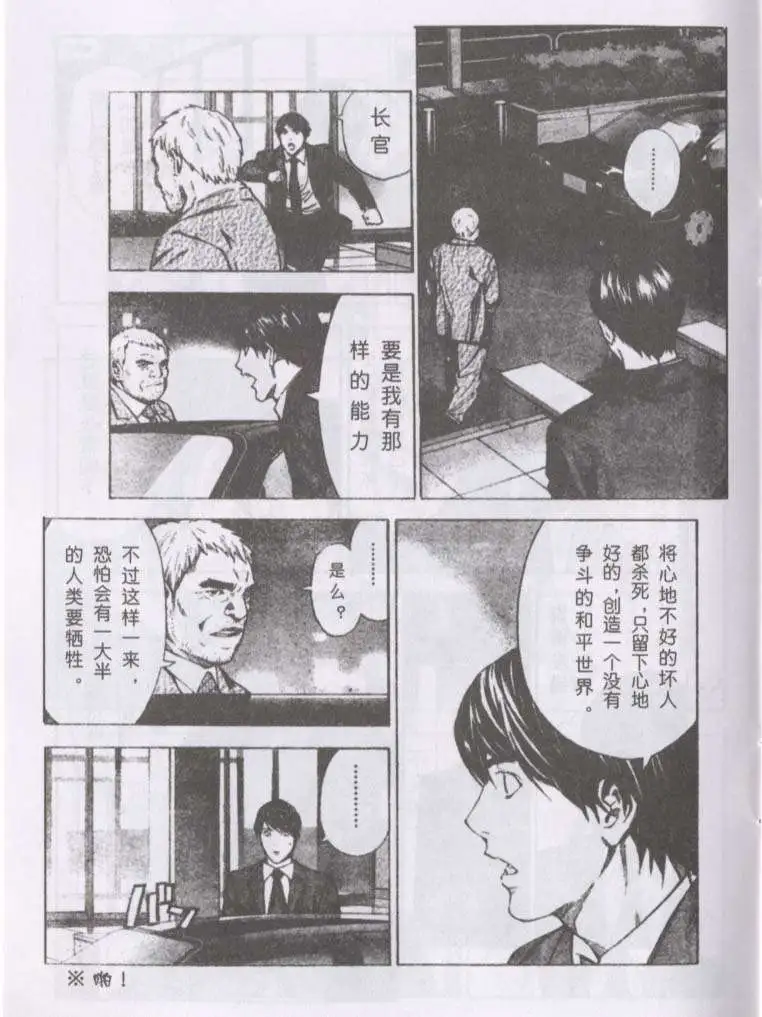 ………
长官
要是我有那
样的能力
将心地不好的坏人
都杀死,只留下心地
好的,创造一个没有
争斗的和平世界。
………
是么?
不过这样一来,
恐怕会有一大半
的人类要牺牲。
…………
※ 啪!